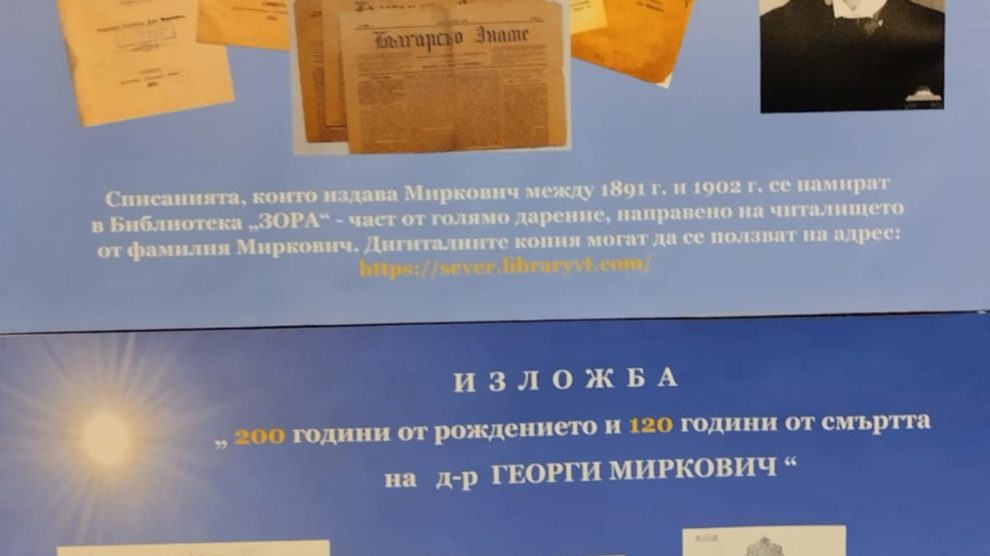 Българско Знаме
Списанията, които издава Миркович между 1891 г. и 1902 г. се намират
в Библиотека „ЗОРА“ - част от голямо дарение, направено на читалището
от фамилия Миркович. Дигиталните копия могат да се ползват на адрес:
https://sever.libraryvt.com/
ИЗЛОЖБА
„ 200 години от рождението и 120 години от смъртта
на д-р ГЕОРГИ МИРКОВИЧ “